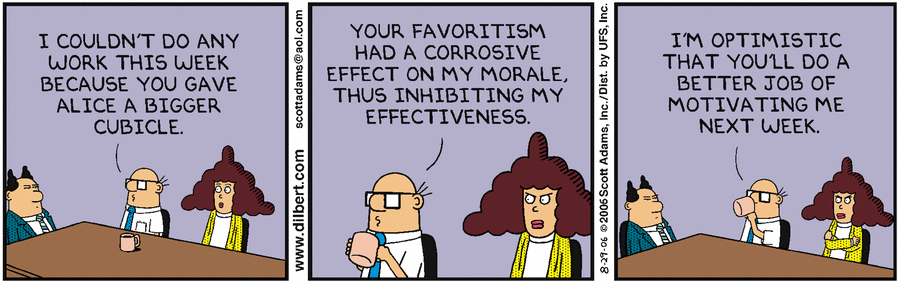 I COULDN'T DO ANY
WORK THIS WEEK
BECAUSE YOU GAVE
ALICE A BIGGER
CUBICLE.
www.dilbert.com
scottadams@aol.com
YOUR FAVORITISM
HAD A CORROSIVE
EFFECT ON MY MORALE,
THUS INHIBITING MY
EFFECTIVENESS.
8-29-06 ©2006 Scott Adams, Inc./Dist. by UFS, Inc.
I'M OPTIMISTIC
THAT YOU'LL DO A
BETTER JOB OF
MOTIVATING ME
NEXT WEEK.